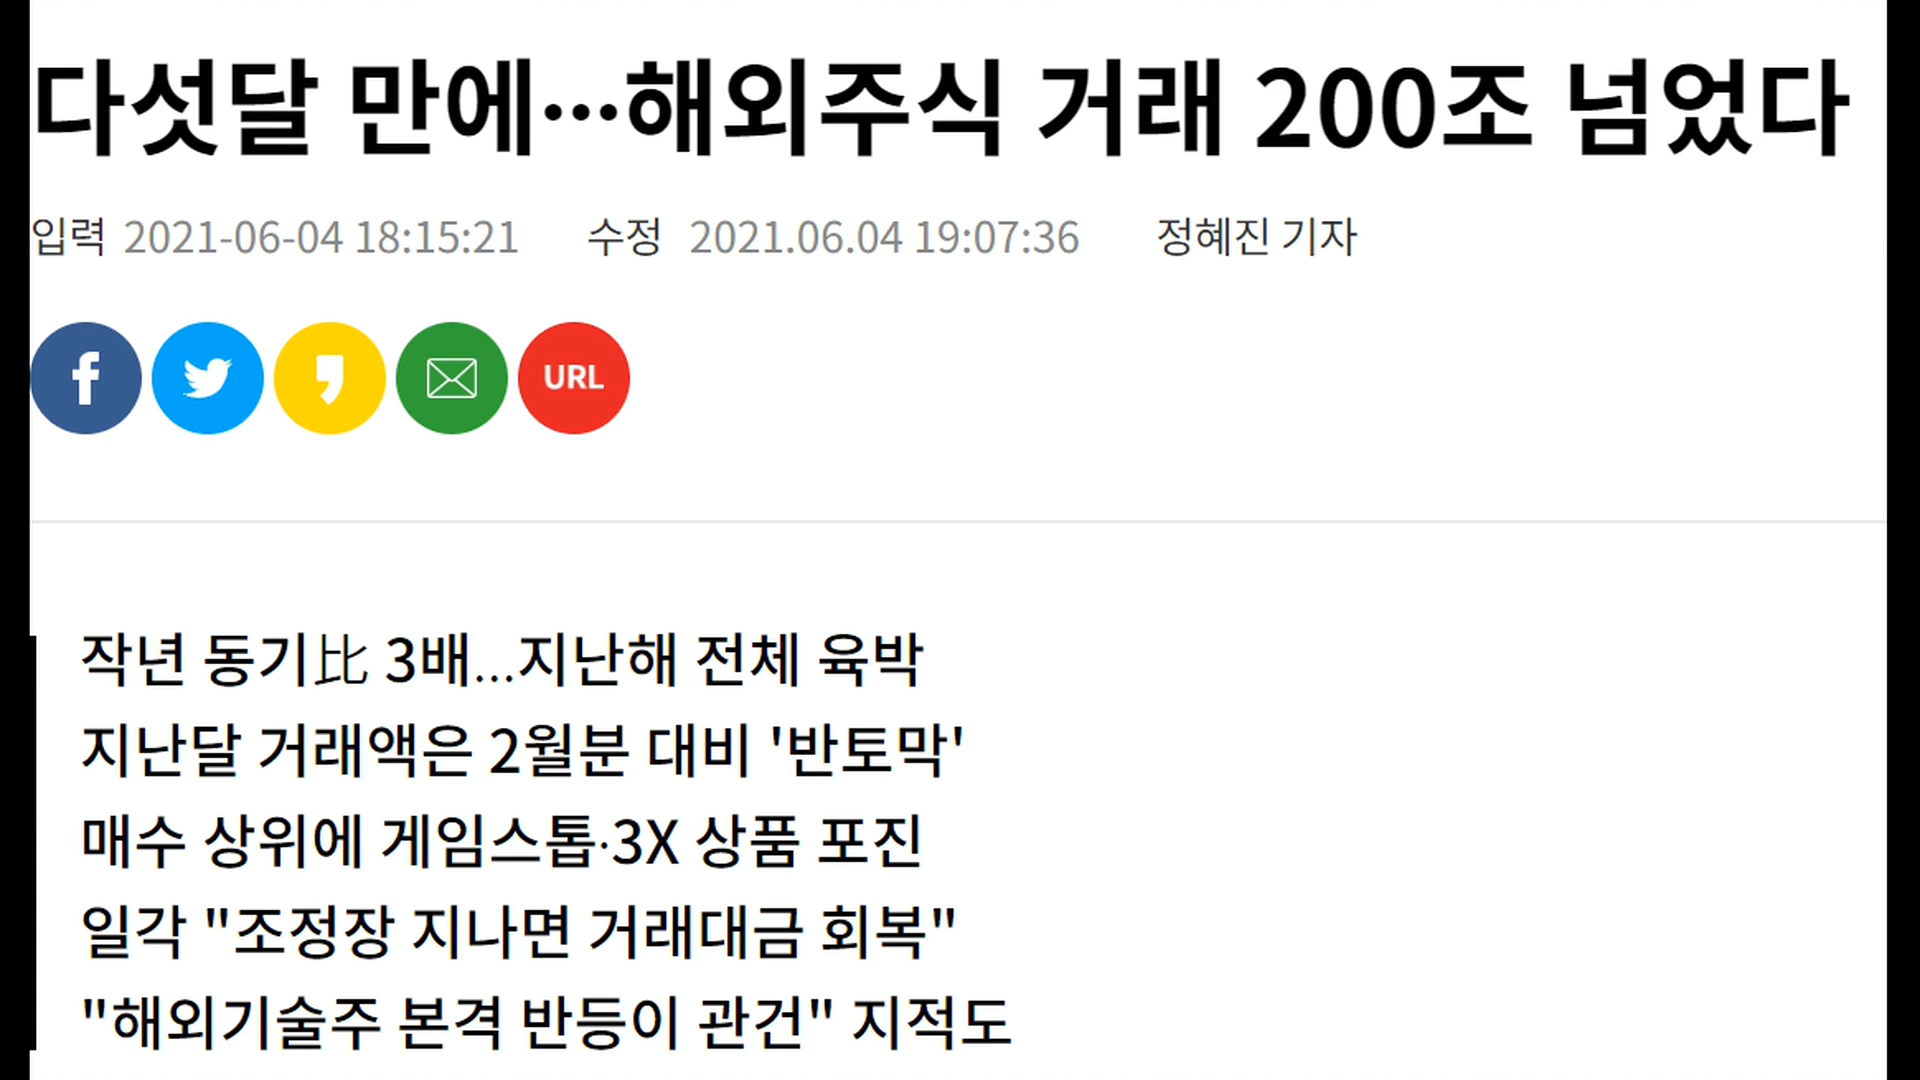 다섯달 만에…해외주식 거래 200조 넘었다
입력 2021-06-04 18:15:21 수정 2021.06.04 19:07:36 정혜진 기자
f URL
작년 동기比 3배...지난해 전체 육박
지난달 거래액은 2월분 대비 '반토막'
매수 상위에 게임스톱·3X 상품 포진
일각 "조정장 지나면 거래대금 회복"
"해외기술주 본격 반등이 관건" 지적도